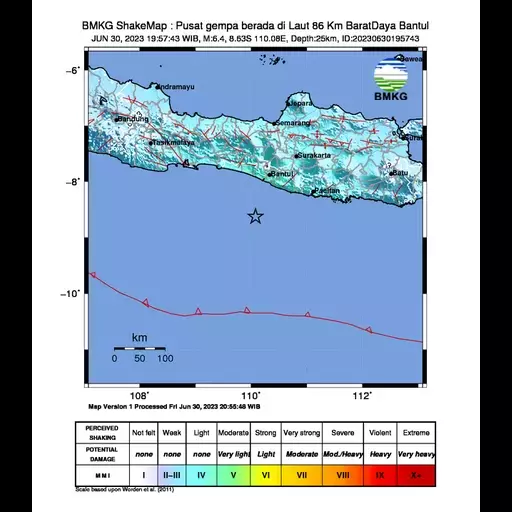 BMKG ShakeMap : Pusat gempa berada di Laut 86 Km BaratDaya Bantul
JUN 30, 2023 19:57:43 WIB, M:6.4, 8.63S 110.08E, Depth:25km, ID:20230630195743
−6°
−8°
−10°
Indramayu
Bandung
Tasikmalaya
Jepara
Semarang
Surakarta
Bantul
Pacitan
Batu
BMKG
km
0 50 100
108° 110° 112°
Map Version 1 Processed Fri Jun 30, 2023 20:55:48 WIB
PERCEIVED SHAKING Not felt Weak Light Moderate Strong Very strong Severe Violent Extreme
POTENTIAL DAMAGE none none none Very light Light Moderate Mod./Heavy Heavy Very heavy
MMI I II−III IV V VI VII VIII IX X+
Scale based upon Worden et al. (2011)